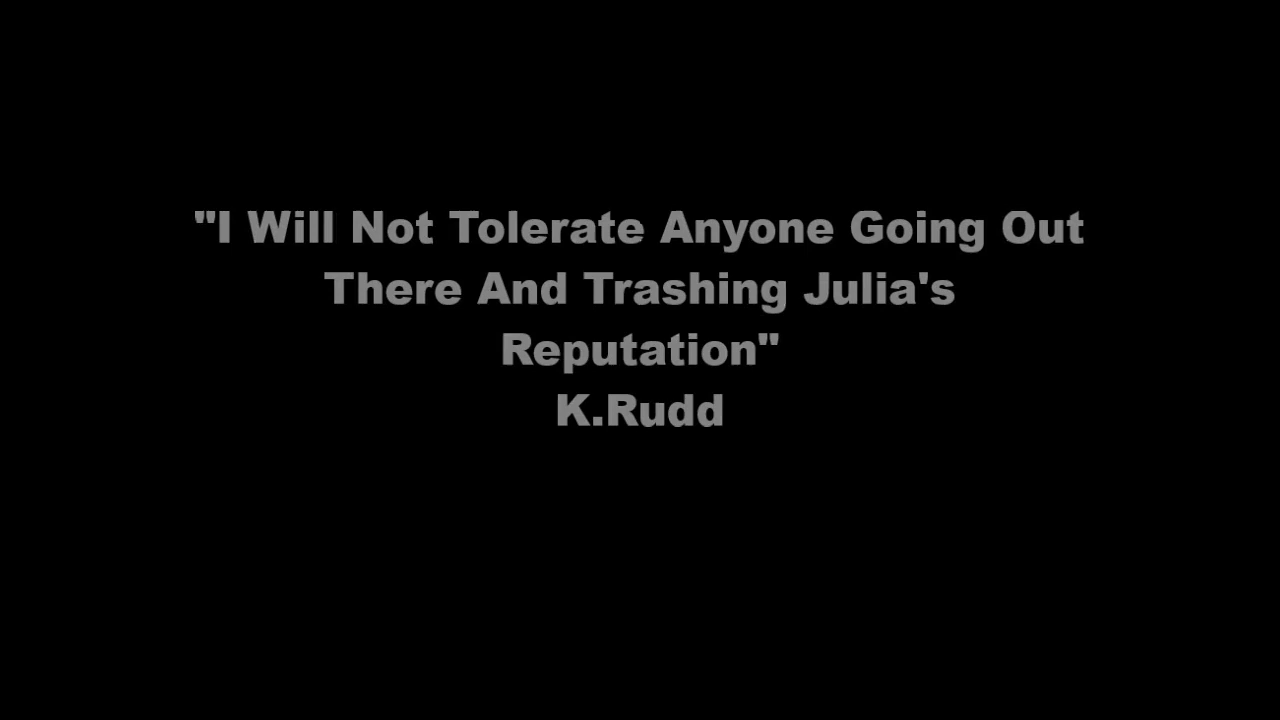 "I Will Not Tolerate Anyone Going Out
There And Trashing Julia's
Reputation"
K.Rudd